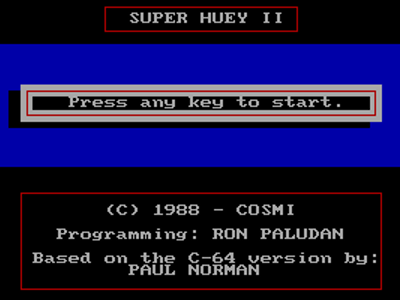 SUPER HUEY II
Press any key to start.
(C) 1988 - COSMI
Programming: RON PALUDAN
Based on the C-64 version by:
PAUL NORMAN